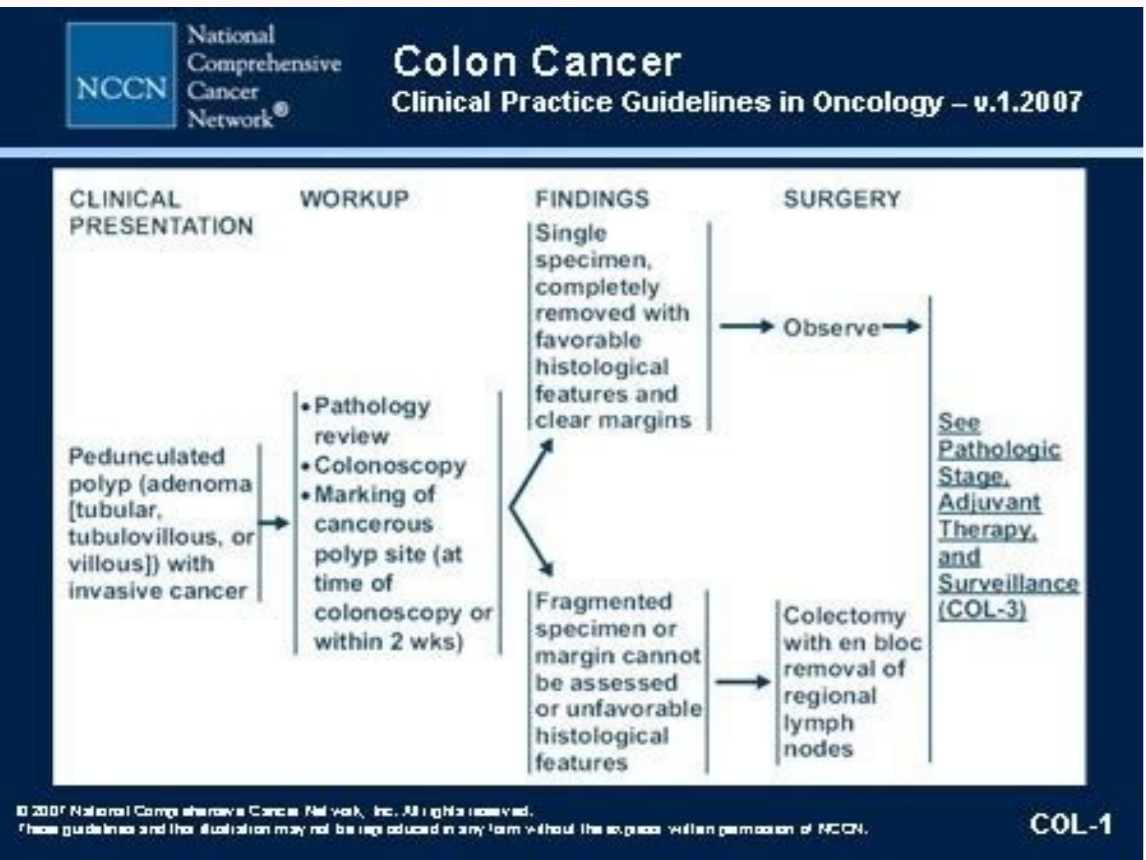 NCCN
National
Comprehensive
Cancer
Network®
Colon Cancer
Clinical Practice Guidelines in Oncology – v.1.2007
CLINICAL
PRESENTATION
WORKUP
FINDINGS
SURGERY
Pedunculated
polyp (adenoma
[tubular,
tubulovillous, or
villous]) with
invasive cancer
• Pathology
review
• Colonoscopy
• Marking of
cancerous
polyp site (at
time of
colonoscopy or
within 2 wks)
Single
specimen,
completely
removed with
favorable
histological
features and
clear margins
Observe
Fragmented
specimen or
margin cannot
be assessed
or unfavorable
histological
features
Colectomy
with en bloc
removal of
regional
lymph
nodes
See
Pathologic
Stage,
Adjuvant
Therapy,
and
Surveillance
(COL-3)
© 2007 National Comprehensive Cancer Network, Inc. All rights reserved.
These guidelines and this illustration may not be reproduced in any form without the express written permission of NCCN.
COL-1